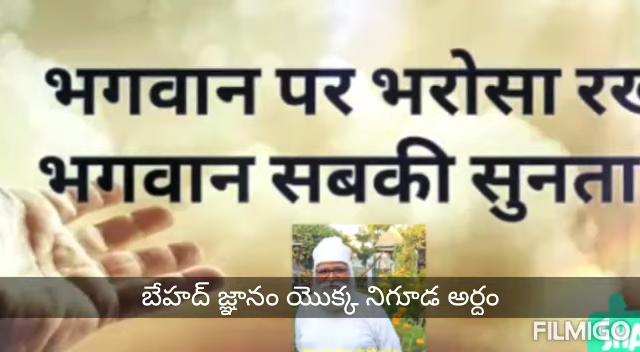 भगवान पर भरोसा रख
भगवान सबकी सुनता
బేహద్ జ్ఞానం యొక్క నిగూడ అర్దం
FILMIGO